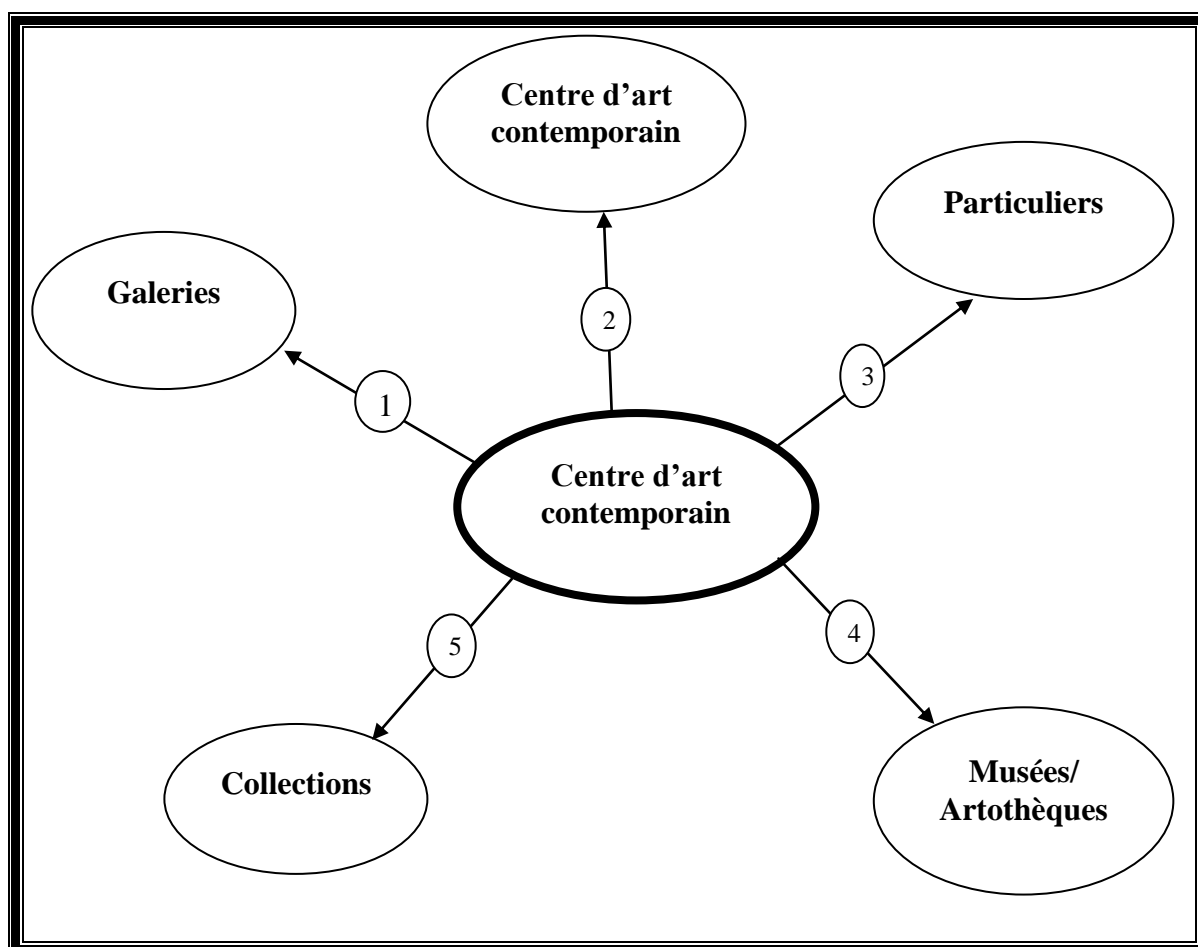 Centre d’art
contemporain
Particuliers
Galeries
2
3
1
Centre d’art
contemporain
4
5
Collections
Musées/
Artothèques